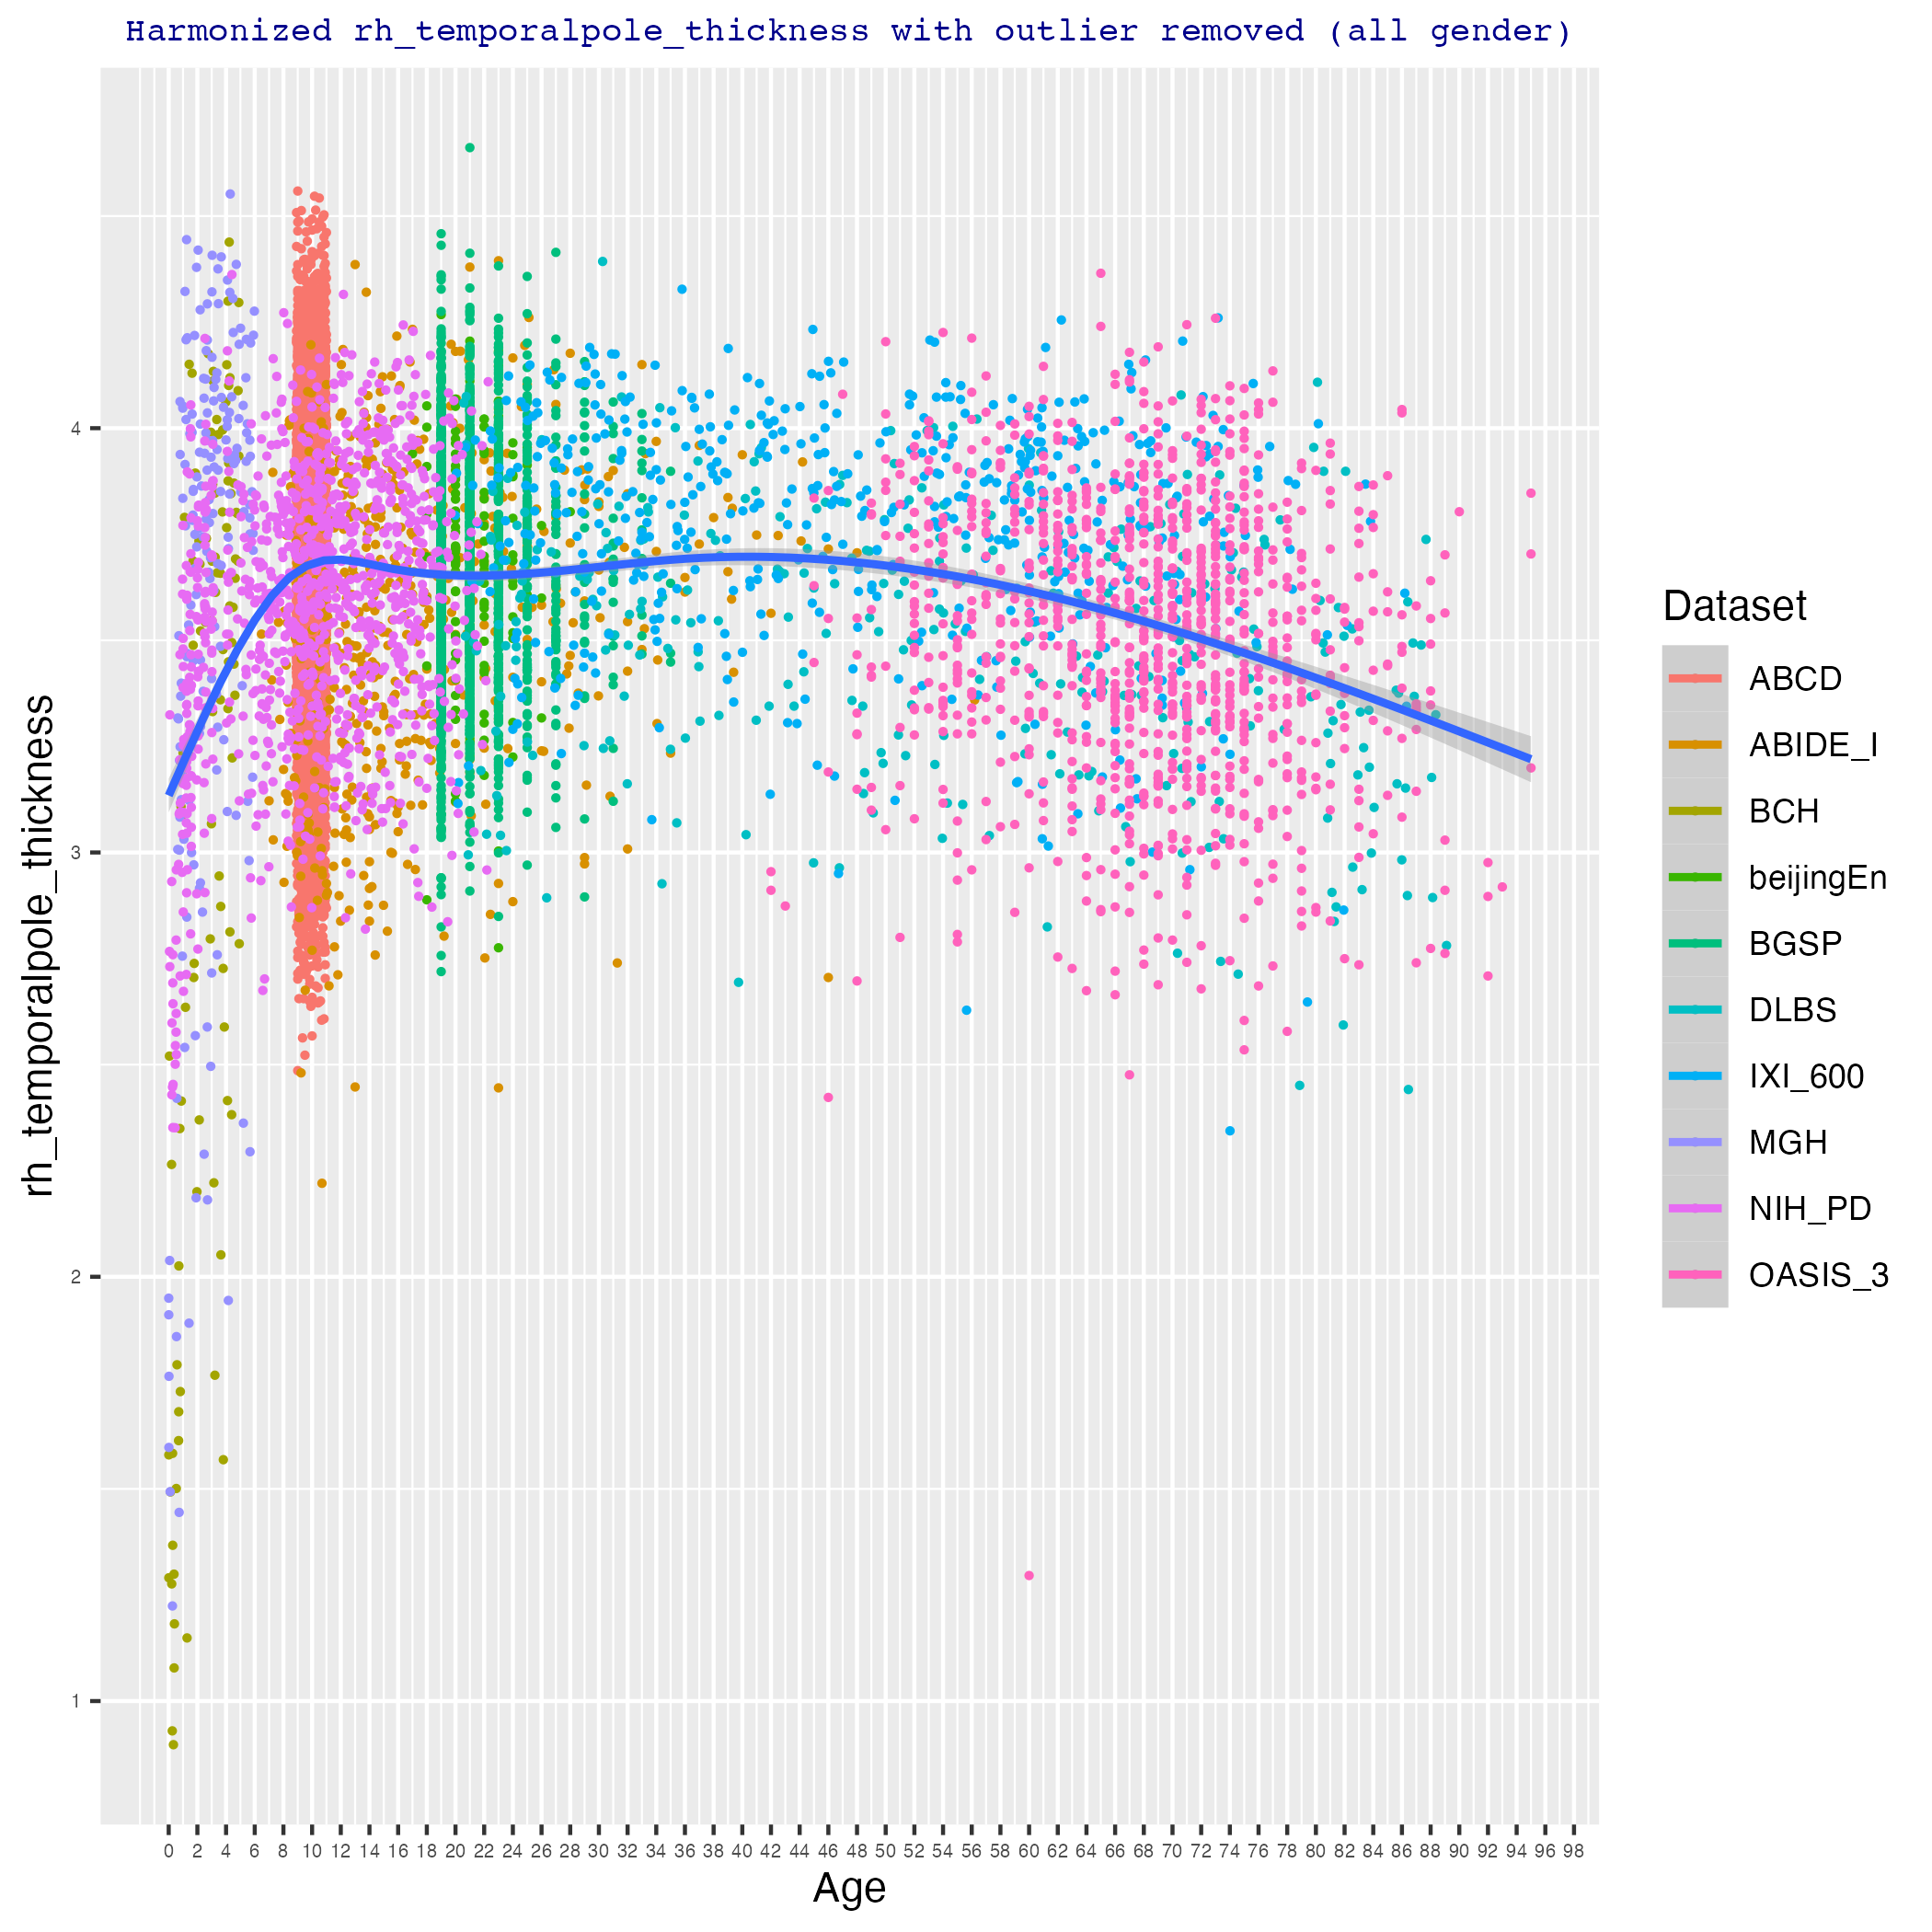 Harmonized rh_temporalpole_thickness with outlier removed (all gender)
rh_temporalpole_thickness
4
3
2
1
0 2 4 6 8 10 12 14 16 18 20 22 24 26 28 30 32 34 36 38 40 42 44 46 48 50 52 54 56 58 60 62 64 66 68 70 72 74 76 78 80 82 84 86 88 90 92 94 96 98
Age
Dataset
ABCD
ABIDE_I
BCH
beijingEn
BGSP
DLBS
IXI_600
MGH
NIH_PD
OASIS_3